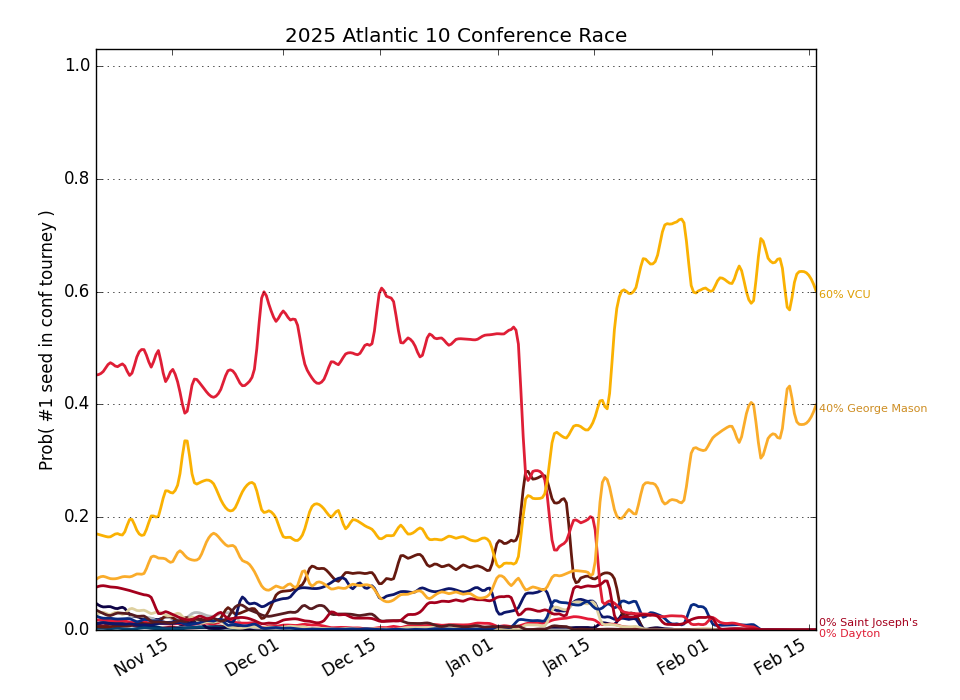 2025 Atlantic 10 Conference Race
Prob( #1 seed in conf tourney )
1.0
0.8
0.6
0.4
0.2
0.0
60% VCU
40% George Mason
0% Saint Joseph's
0% Dayton
Nov 15
Dec 01
Dec 15
Jan 01
Jan 15
Feb 01
Feb 15